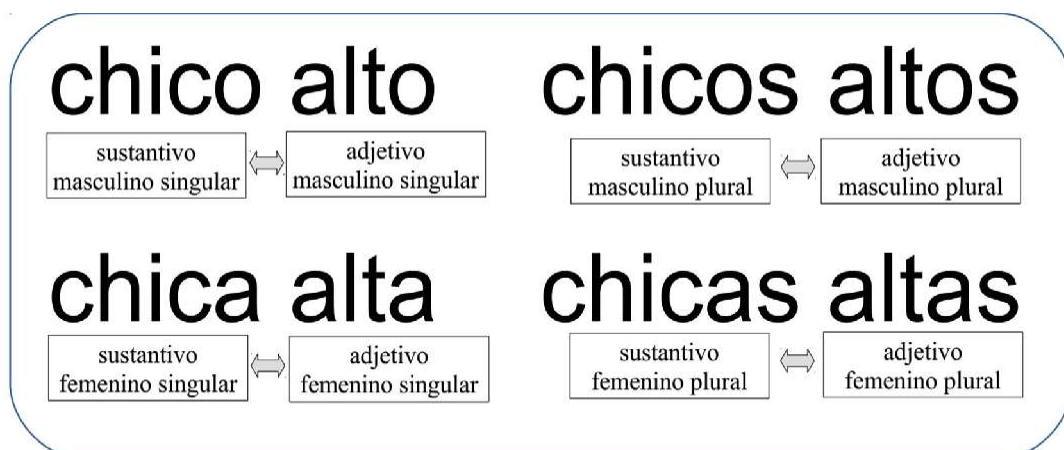 chico alto
sustantivo
masculino singular
adjetivo
masculino singular
chicos altos
sustantivo
masculino plural
adjetivo
masculino plural
chica alta
sustantivo
femenino singular
adjetivo
femenino singular
chicas altas
sustantivo
femenino plural
adjetivo
femenino plural